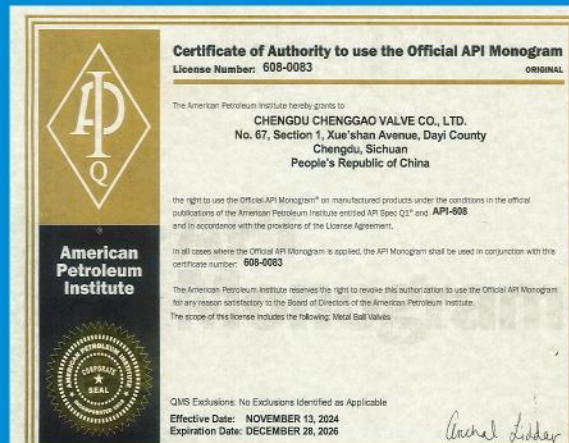 API
Q
American
Petroleum
Institute
AMERICAN PETROLEUM INSTITUTE
CORPORATE
SEAL
Certificate of Authority to use the Official API Monogram
License Number: 608-0083
ORIGINAL
The American Petroleum Institute hereby grants to
CHENGDU CHENGGAO VALVE CO., LTD.
No. 67, Section 1, Xue'shan Avenue, Dayi County
Chengdu, Sichuan
People's Republic of China
the right to use the Official API Monogram® on manufactured products under the conditions in the official
publications of the American Petroleum Institute entitled API Spec Q1® and API-608
and in accordance with the provisions of the License Agreement.
In all cases where the Official API Monogram is applied, the API Monogram shall be used in conjunction with this
certificate number: 608-0083
The American Petroleum Institute reserves the right to revoke this authorization to use the Official API Monogram
for any reason satisfactory to the Board of Directors of the American Petroleum Institute.
The scope of this license includes the following: Metal Ball Valves
QMS Exclusions: No Exclusions Identified as Applicable
Effective Date: NOVEMBER 13, 2024
Expiration Date: DECEMBER 28, 2026